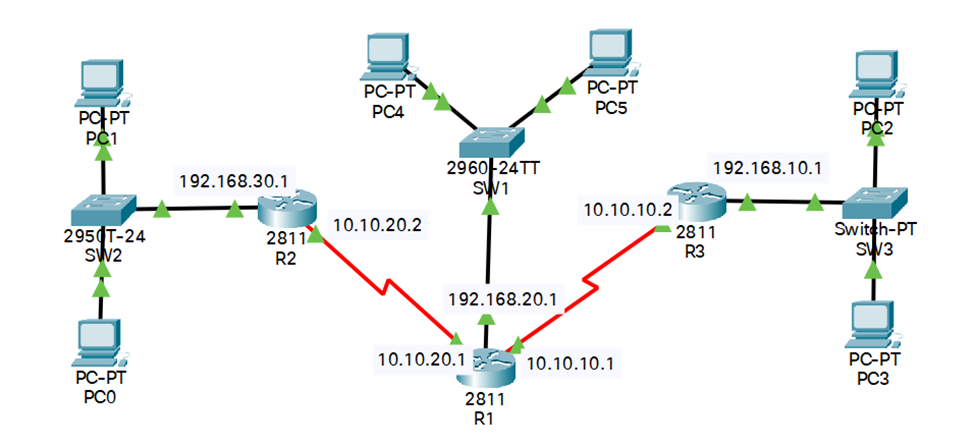 PC-PT
PC4
PC-PT
PC5
PC-PT
PC1
PC-PT
PC2
2960-24TT
SW1
192.168.30.1
192.168.10.1
10.10.20.2
10.10.10.2
2950T-24
SW2
2811
R2
2811
R3
Switch-PT
SW3
192.168.20.1
10.10.20.1
10.10.10.1
PC-PT
PC0
PC-PT
PC3
2811
R1